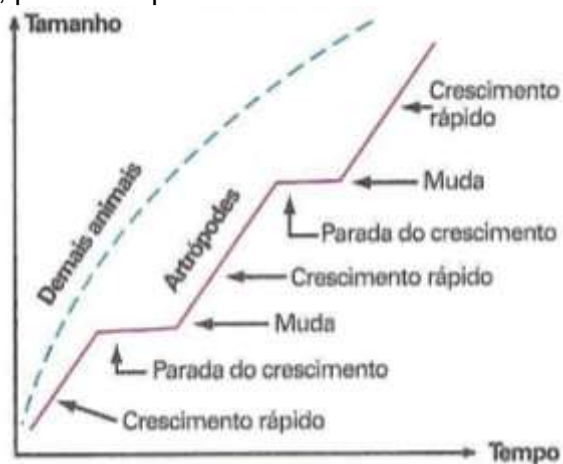 Tamanho
Crescimento
rápido
Demais animais
Artrópodes
Muda
Parada do crescimento
Crescimento rápido
Muda
Parada do crescimento
Crescimento rápido
Tempo